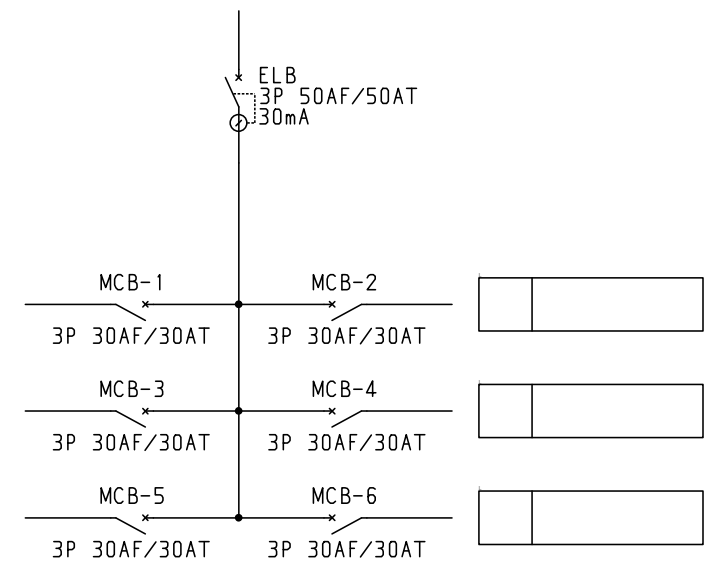 ELB
3P 50AF/50AT
30mA
MCB-1
MCB-2
3P 30AF/30AT
3P 30AF/30AT
MCB-3
MCB-4
3P 30AF/30AT
3P 30AF/30AT
MCB-5
MCB-6
3P 30AF/30AT
3P 30AF/30AT